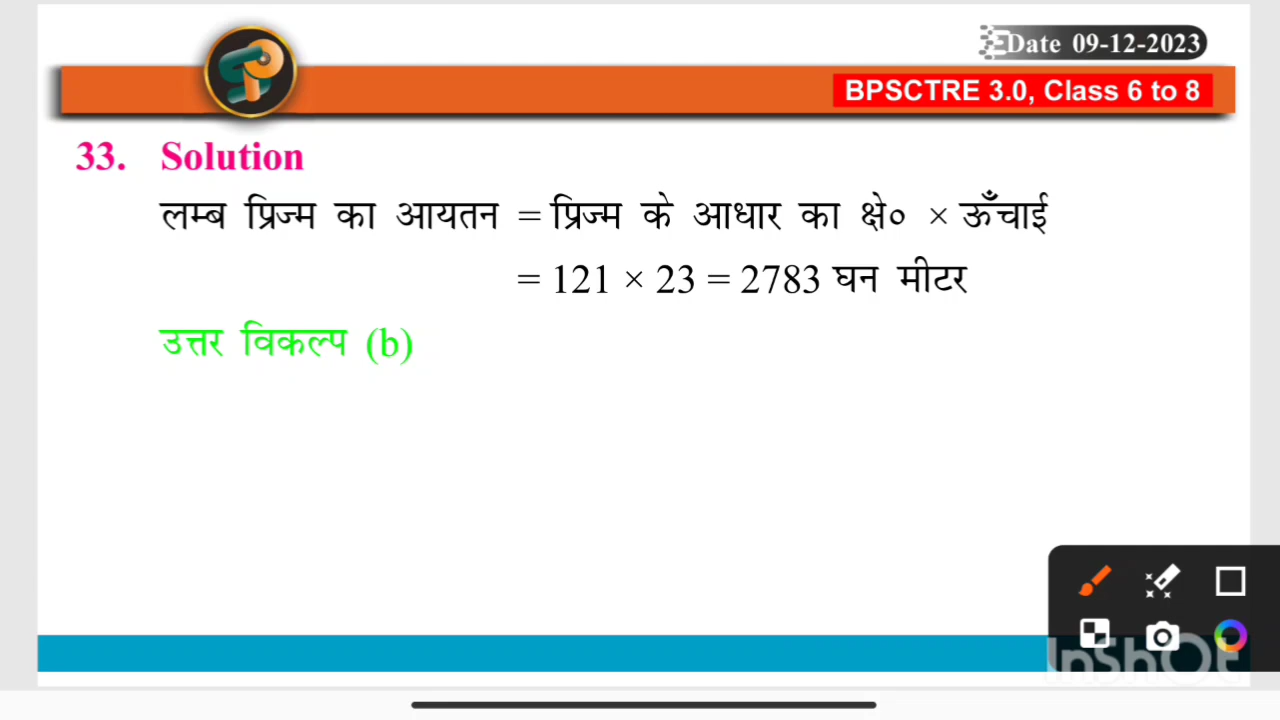 Date 09-12-2023
BPSCTRE 3.0, Class 6 to 8
33. Solution
लम्ब प्रिज्म का आयतन = प्रिज्म के आधार का क्षे० × ऊँचाई
= 121 × 23 = 2783 घन मीटर
उत्तर विकल्प (b)
InShOt